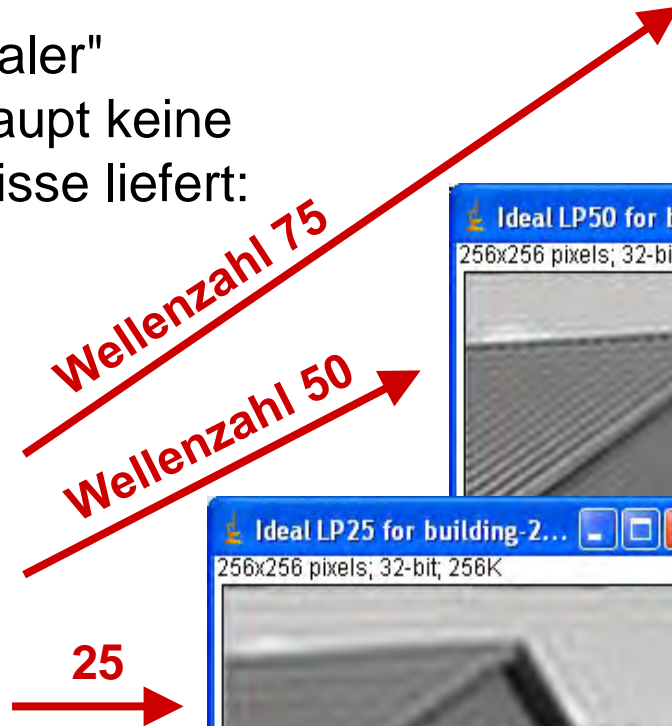 aler"
aupt keine
isse liefert:
Wellenzahl 75
Ideal LP50 for
256x256 pixels; 32-bi
Wellenzahl 50
Ideal LP25 for building-2...
256x256 pixels; 32-bit; 256K
25